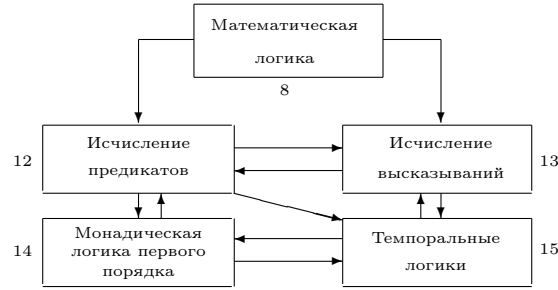 Математическая
логика
8
12
Исчисление
предикатов
Исчисление
высказываний
13
14
Монадическая
логика первого
порядка
Темпоральные
логики
15